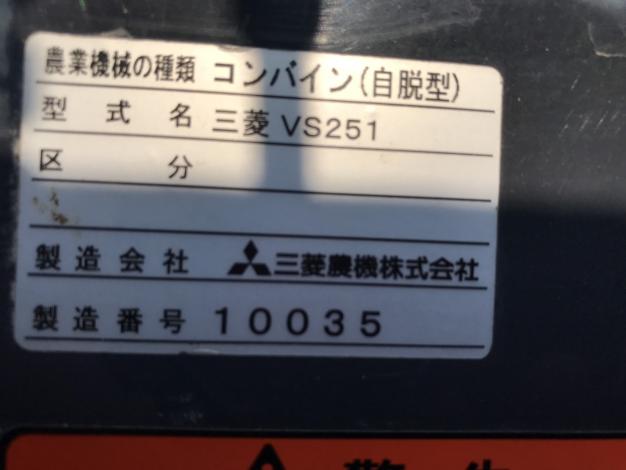 農業機械の種類 コンバイン(自脱型)
型式名 三菱 VS251
区分
製造会社 三菱農機株式会社
製造番号 10035